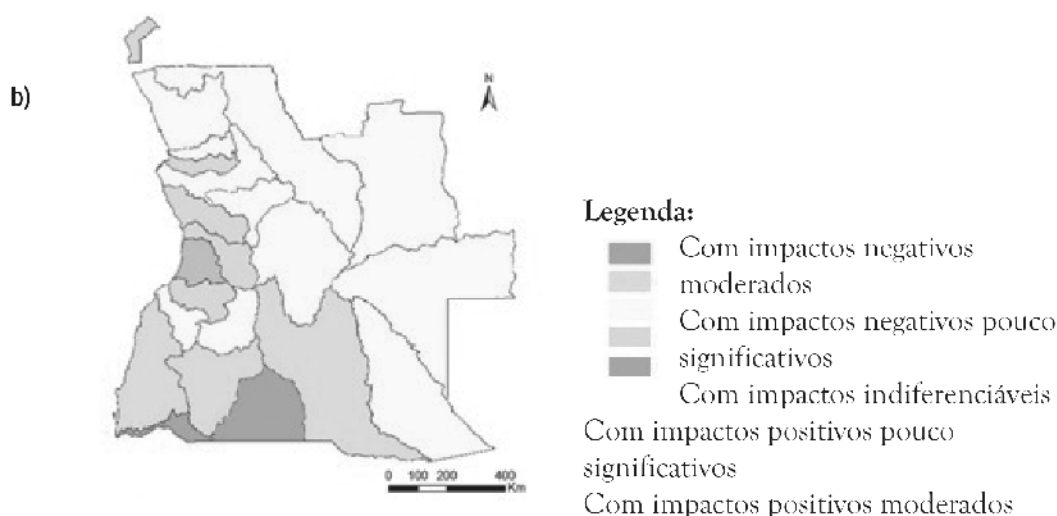 b)
N
0 100 200 400
Km
Legenda:
Com impactos negativos
moderados
Com impactos negativos pouco
significativos
Com impactos indiferenciáveis
Com impactos positivos pouco
significativos
Com impactos positivos moderados